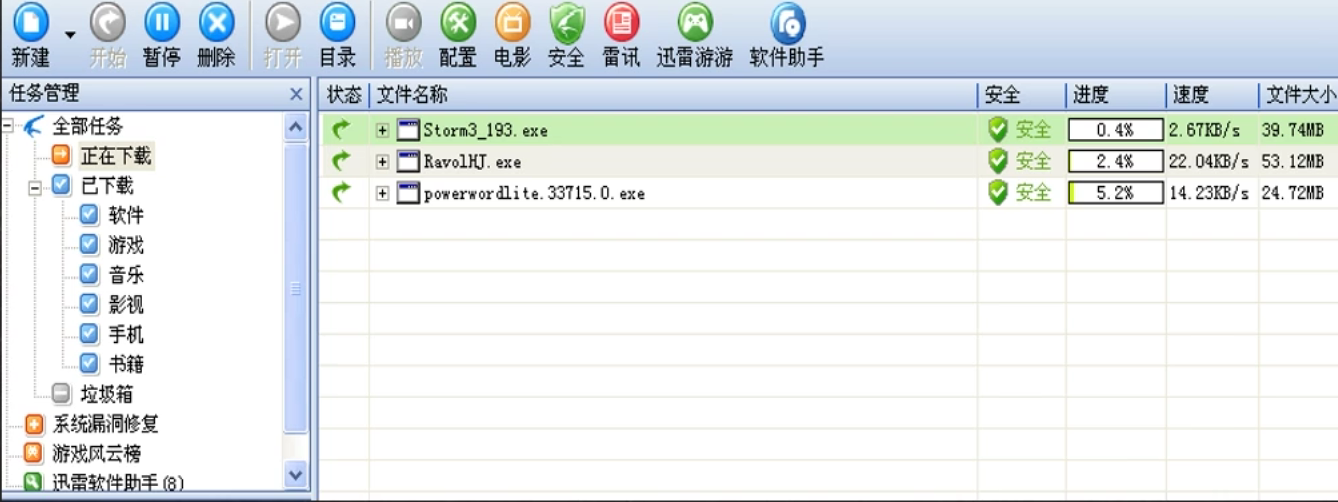 新建 开始 暂停 删除 打开 目录 播放 配置 电影 安全 雷讯 迅雷游游 软件助手
任务管理
全部任务
正在下载
已下载
软件
游戏
音乐
影视
手机
书籍
垃圾箱
系统漏洞修复
游戏风云榜
迅雷软件助手(8)
状态 文件名称 安全 进度 速度 文件大小
Storm3_193.exe 安全 0.4% 2.67KB/s 39.74MB
RavolHJ.exe 安全 2.4% 22.04KB/s 53.12MB
powerwordlite.33715.0.exe 安全 5.2% 14.23KB/s 24.72MB